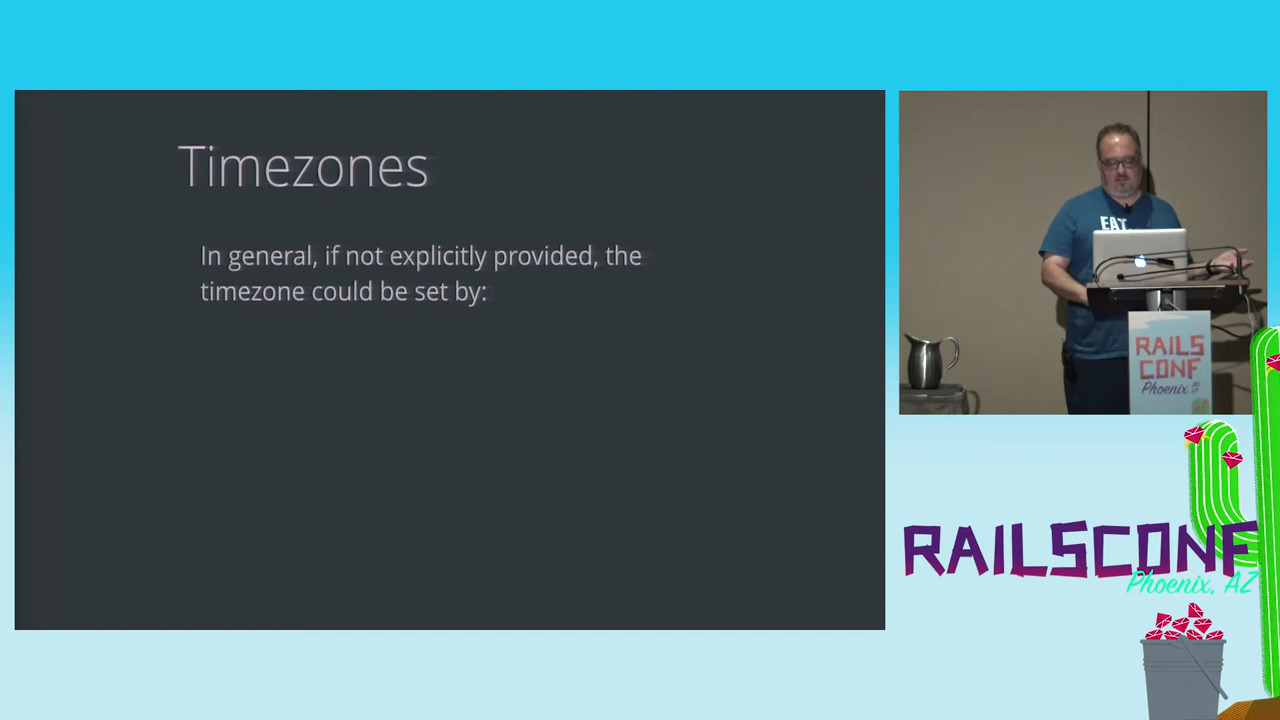 Timezones
In general, if not explicitly provided, the
timezone could be set by:
EAT
RAILS
CONF
Phoenix
RAILSCONF
Phoenix, AZ